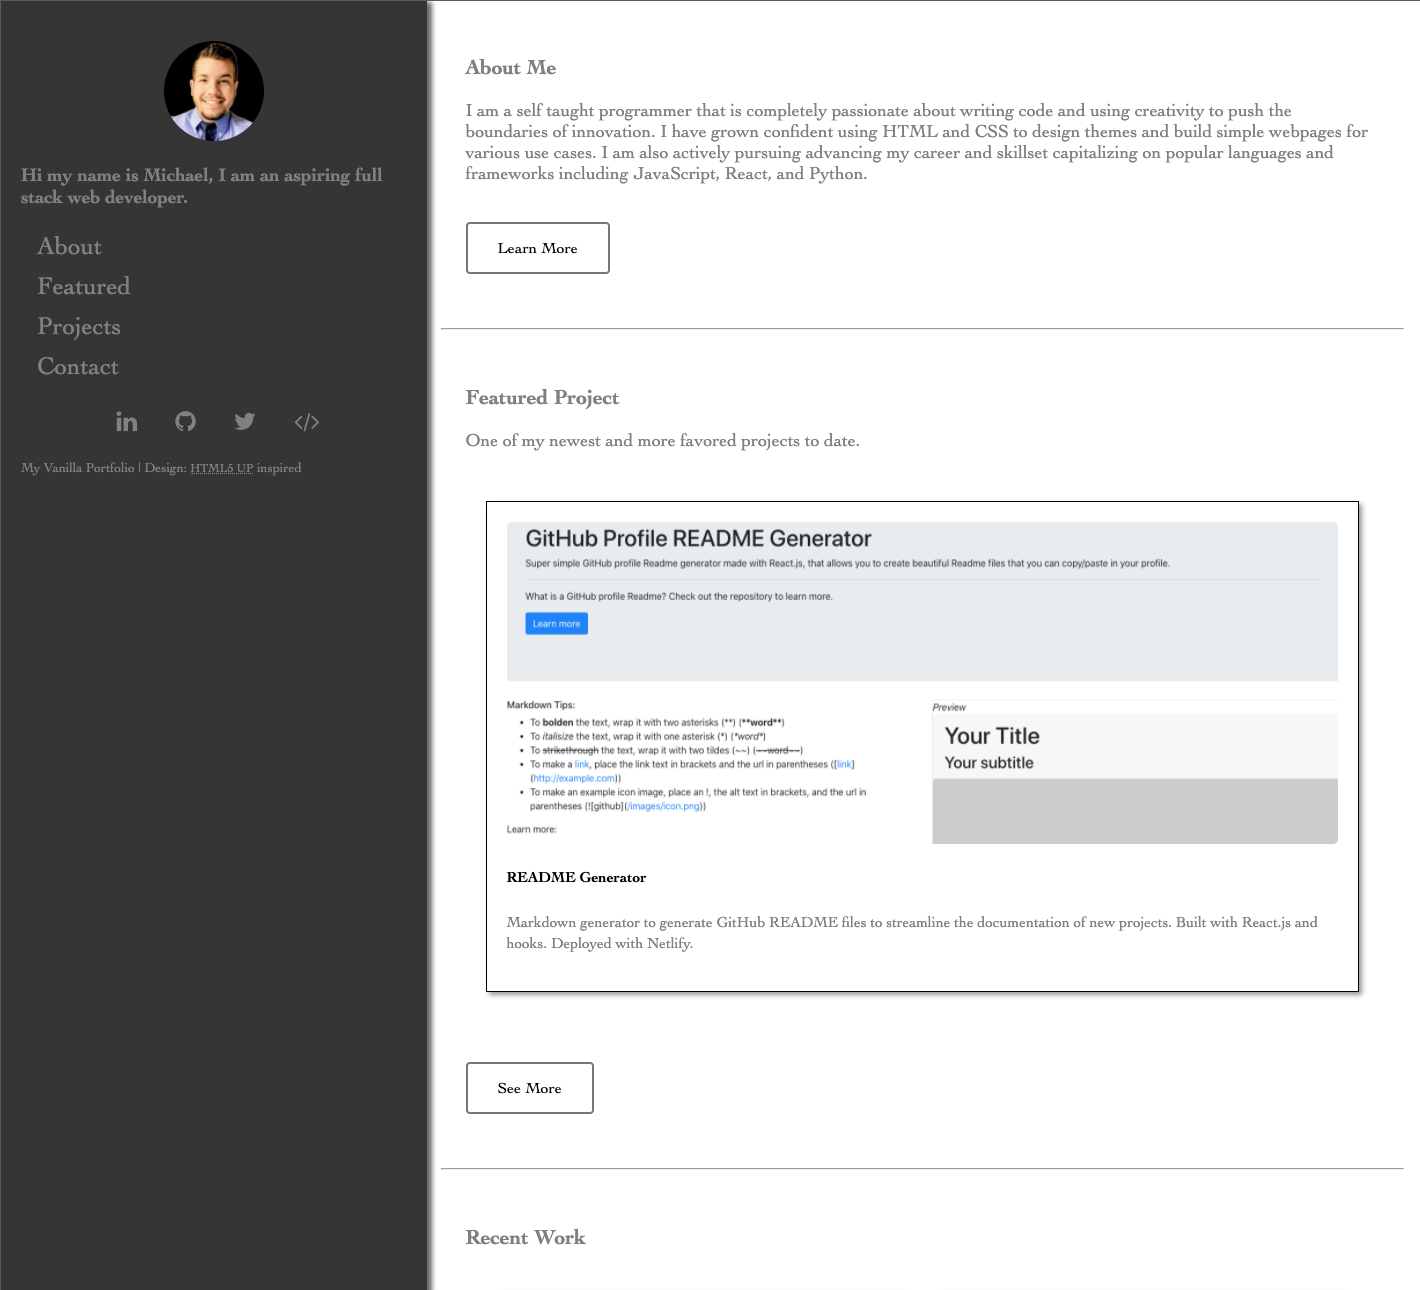 Hi my name is Michael, I am an aspiring full
stack web developer.
About
Featured
Projects
Contact
My Vanilla Portfolio | Design: HTML5 UP inspired
About Me
I am a self taught programmer that is completely passionate about writing code and using creativity to push the
boundaries of innovation. I have grown confident using HTML and CSS to design themes and build simple webpages for
various use cases. I am also actively pursuing advancing my career and skillset capitalizing on popular languages and
frameworks including JavaScript, React, and Python.
Learn More
Featured Project
One of my newest and more favored projects to date.
GitHub Profile README Generator
Super simple GitHub profile Readme generator made with React.js, that allows you to create beautiful Readme files that you can copy/paste in your profile.
What is a GitHub profile Readme? Check out the repository to learn more.
Learn more
Markdown Tips:
• To bolden the text, wrap it with two asterisks (**) (**word**)
• To italisize the text, wrap it with one asterisk (*) (*word*)
• To strikethrough the text, wrap it with two tildes (~~) (~~word~~)
• To make a link, place the link text in brackets and the url in parentheses ([link]
(http://example.com))
• To make an example icon image, place an !, the alt text in brackets, and the url in
parentheses (![github](/images/icon.png))
Learn more:
Preview
Your Title
Your subtitle
README Generator
Markdown generator to generate GitHub README files to streamline the documentation of new projects. Built with React.js and
hooks. Deployed with Netlify.
See More
Recent Work